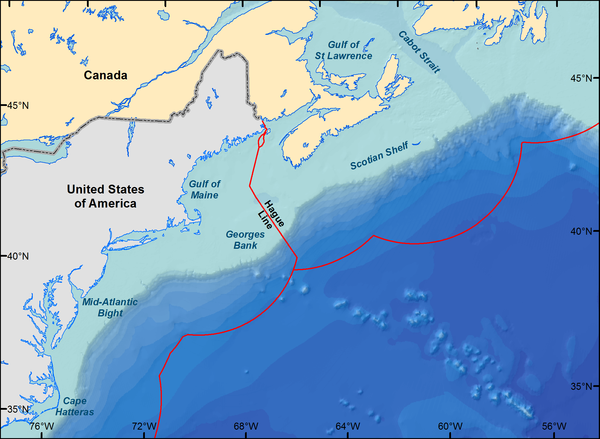 Gulf of
St Lawrence
Cabot Strait
Canada
45°N
45°N
Scotian Shelf
United States
of America
Gulf of
Maine
Hague
Line
Georges
Bank
40°N
40°N
Mid-Atlantic
Bight
35°N
Cape
Hatteras
35°N
76°W
72°W
68°W
64°W
60°W
56°W